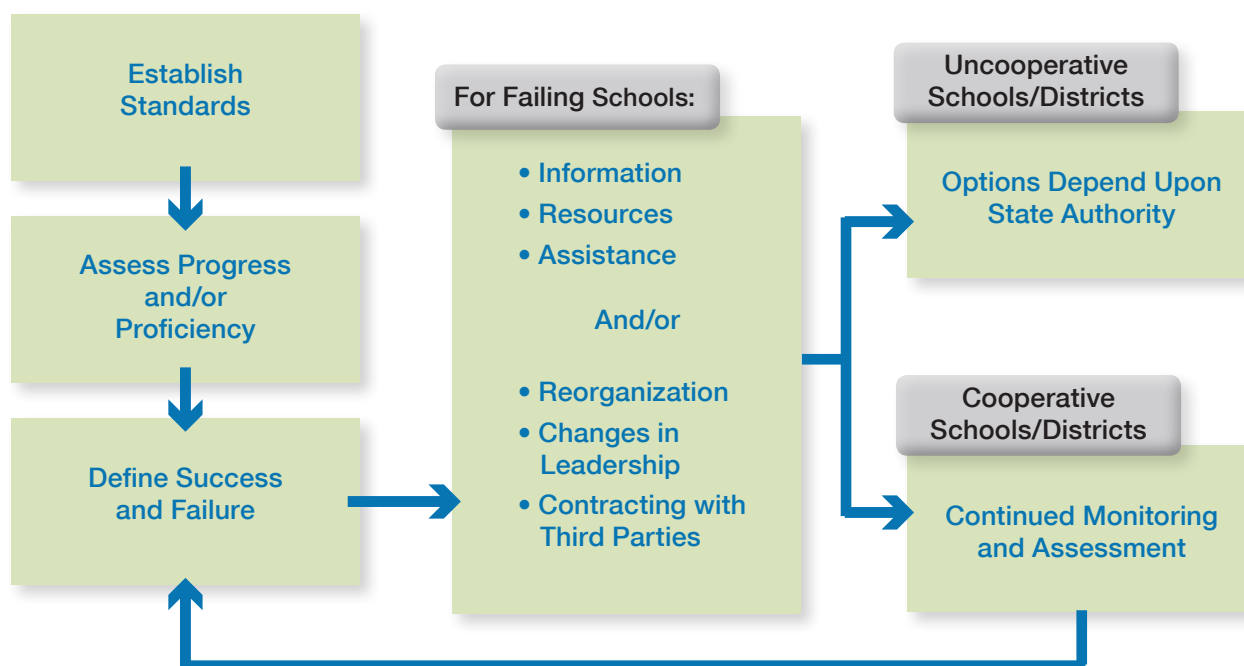 Establish
Standards
Assess Progress
and/or
Proficiency
Define Success
and Failure
For Failing Schools:
• Information
• Resources
• Assistance
And/or
• Reorganization
• Changes in
Leadership
• Contracting with
Third Parties
Uncooperative
Schools/Districts
Options Depend Upon
State Authority
Cooperative
Schools/Districts
Continued Monitoring
and Assessment